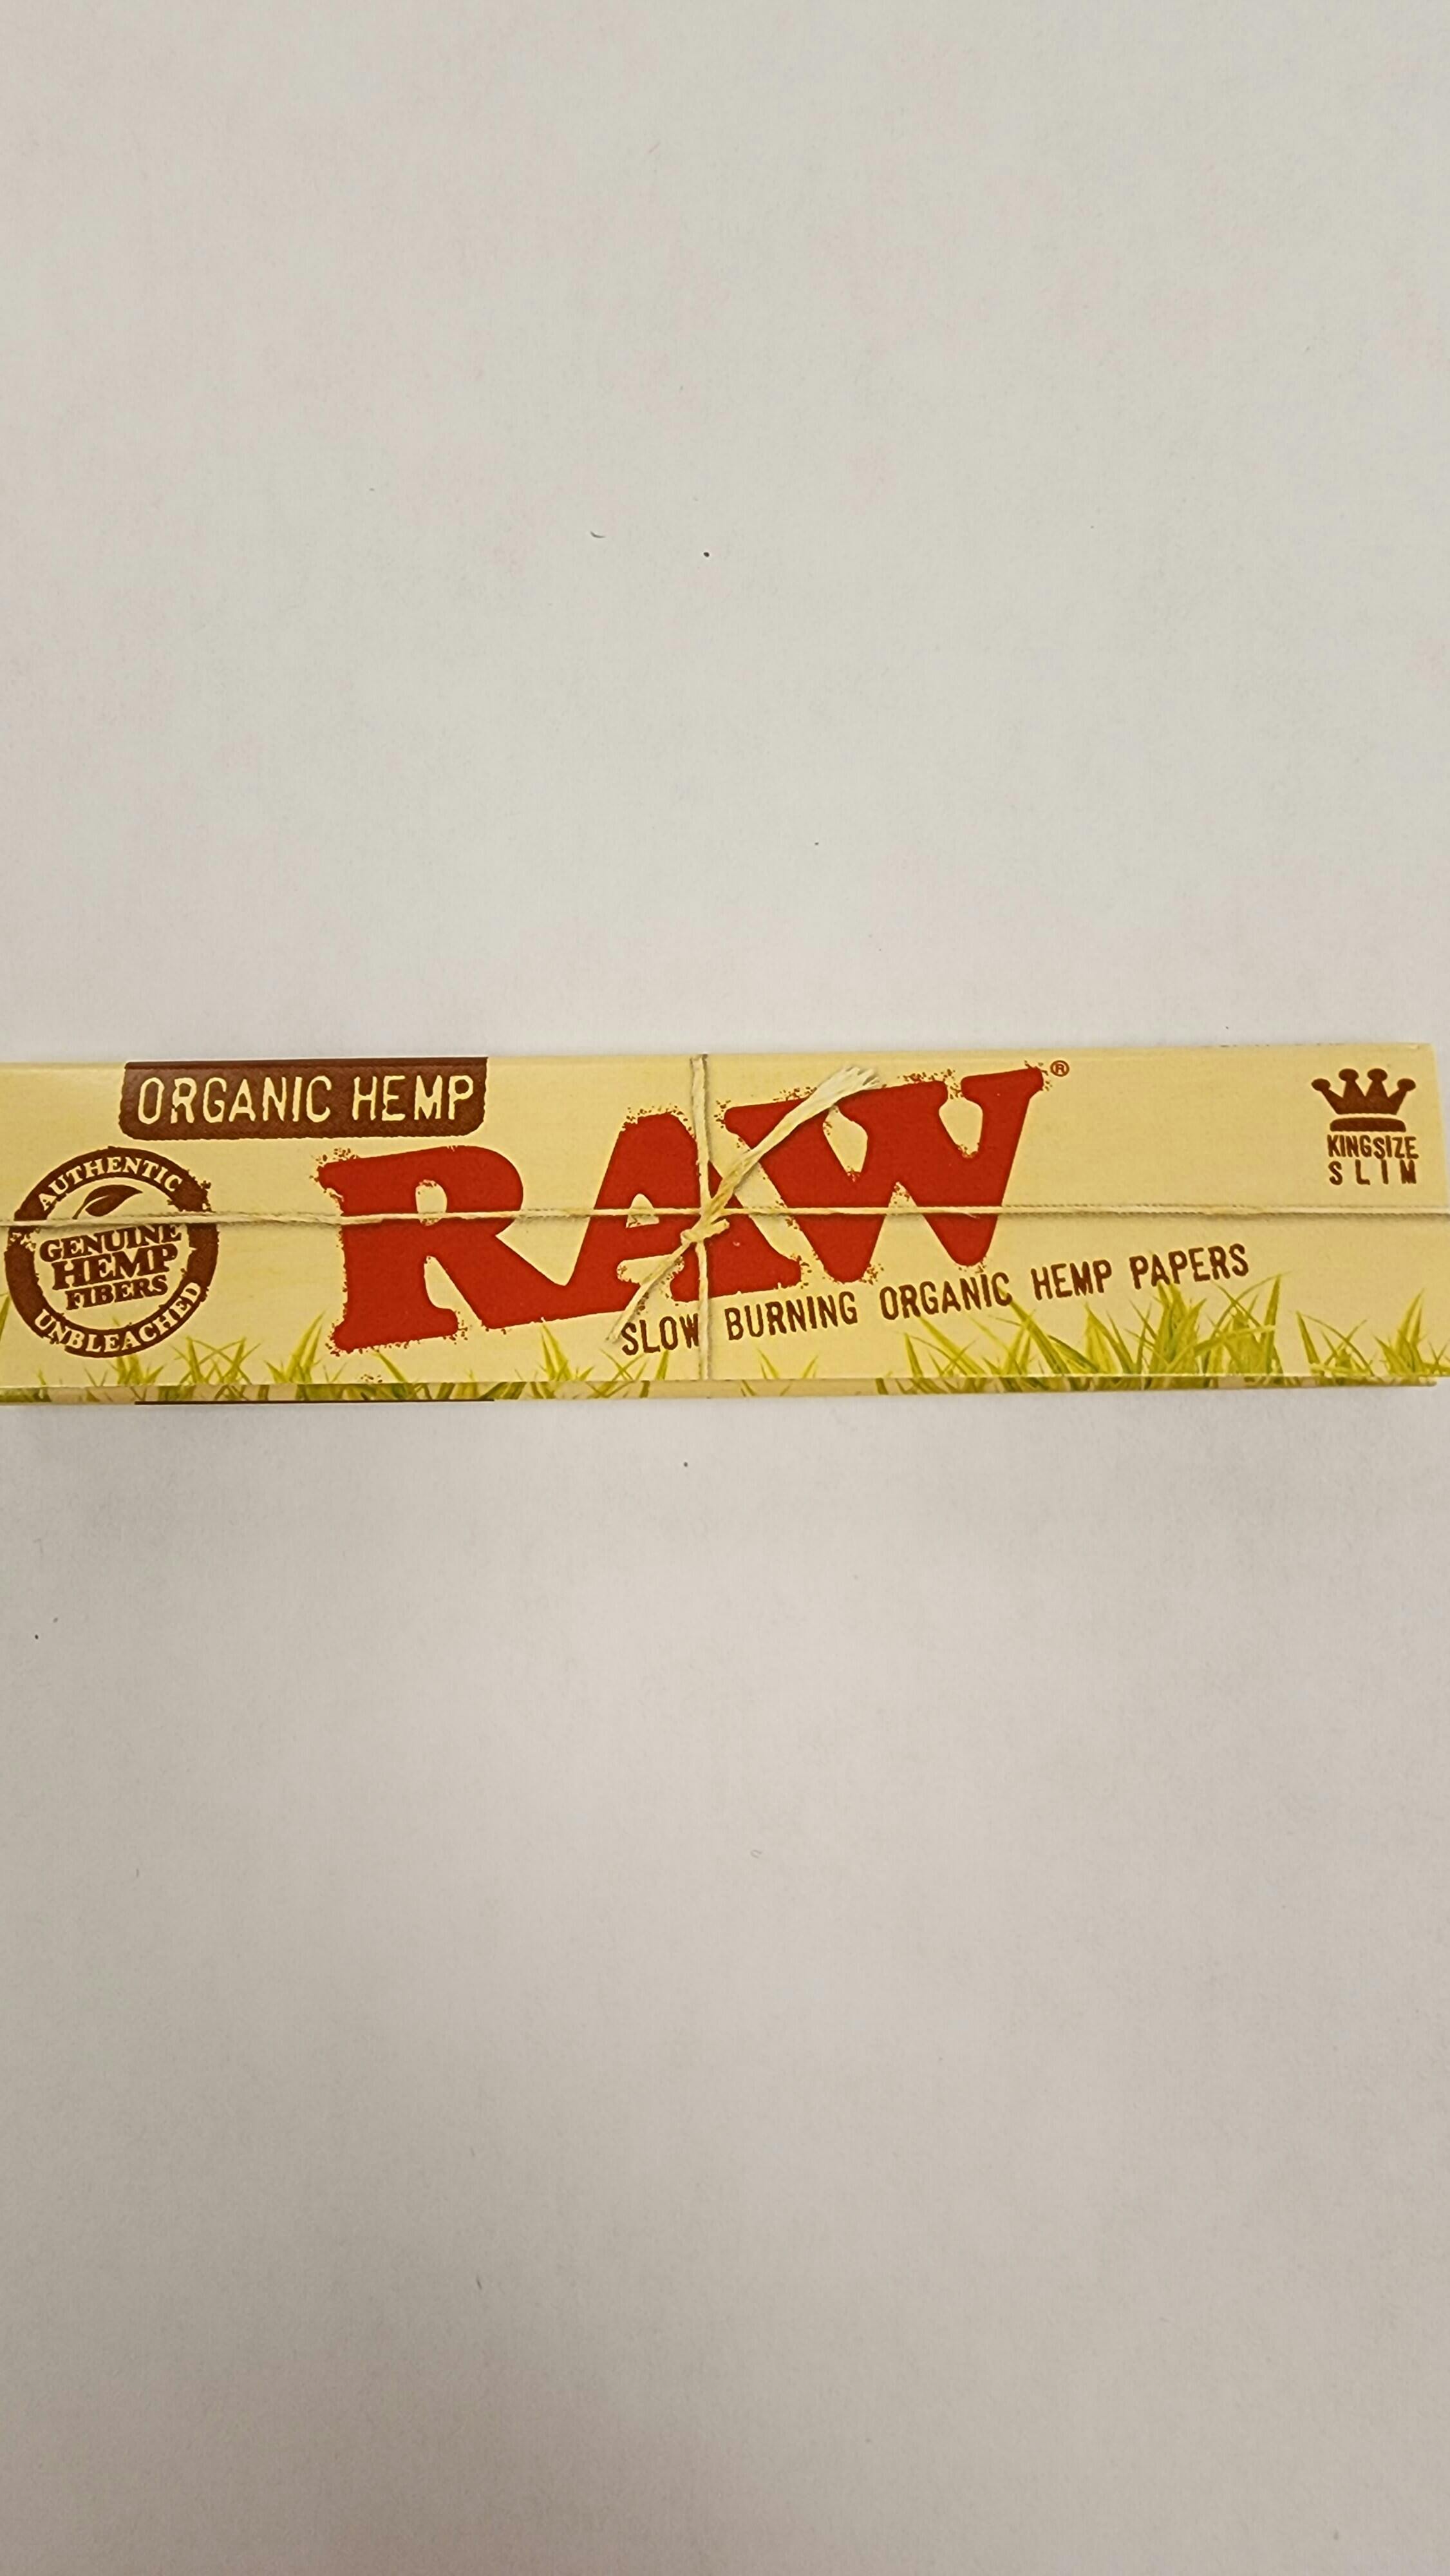 ORGANIC HEMP
RAW®
AUTHENTIC
GENUINE
HEMP
FIBERS
UNBLEACHED
SLOW BURNING ORGANIC HEMP PAPERS
KINGSIZE
SLIM